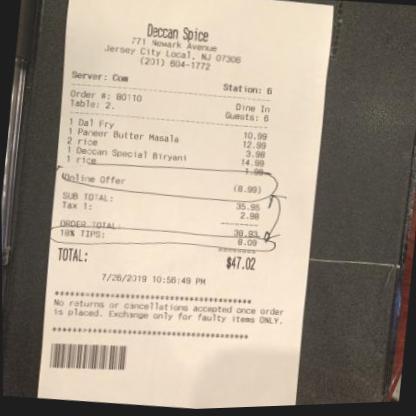 Deccan Spice
771 Newark Avenue
Jersey City Local, NJ 07306
(201) 604-1772
Server: Com Station: 6
Order #: 80110 Dine In
Table: 2. Guests: 6
1 Dal Fry 10.99
1 Paneer Butter Masala 12.99
2 rice 3.98
1 Deccan Special Biryani 14.99
1 rice 1.99
Online Offer (8.99)
SUB TOTAL: 35.95
Tax 1: 2.98
ORDER TOTAL: 38.93
18% TIPS: 8.09
TOTAL: $47.02
7/26/2019 10:56:49 PM
No returns or cancellations accepted once order
is placed. Exchange only for faulty items ONLY.